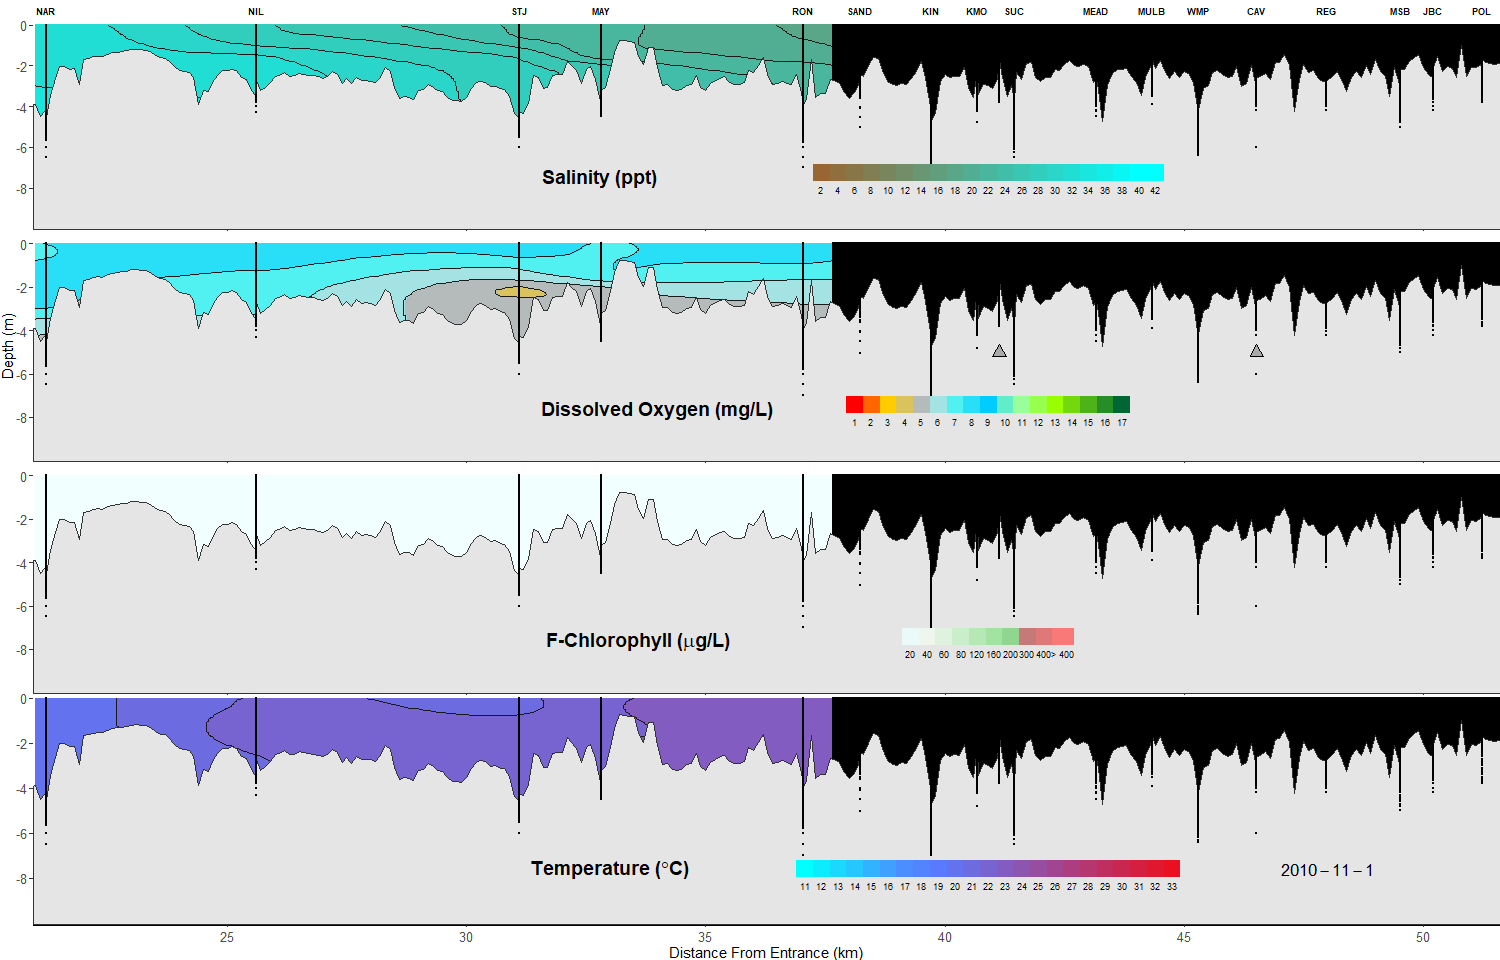 NAR NIL STJ MAY RON SAND KIN KMO SUC MEAD MULB WMP CAV REG MSB JBC POL
0
-2
-4
-6
-8
Salinity (ppt)
2 4 6 8 10 12 14 16 18 20 22 24 26 28 30 32 34 36 38 40 42
0
-2
-4
-6
-8
Dissolved Oxygen (mg/L)
1 2 3 4 5 6 7 8 9 10 11 12 13 14 15 16 17
Depth (m)
0
-2
-4
-6
-8
F-Chlorophyll (μg/L)
20 40 60 80 120 160 200 300 400 > 400
0
-2
-4
-6
-8
Temperature (°C)
11 12 13 14 15 16 17 18 19 20 21 22 23 24 25 26 27 28 29 30 31 32 33
2010-11-1
25 30 35 40 45 50
Distance From Entrance (km)